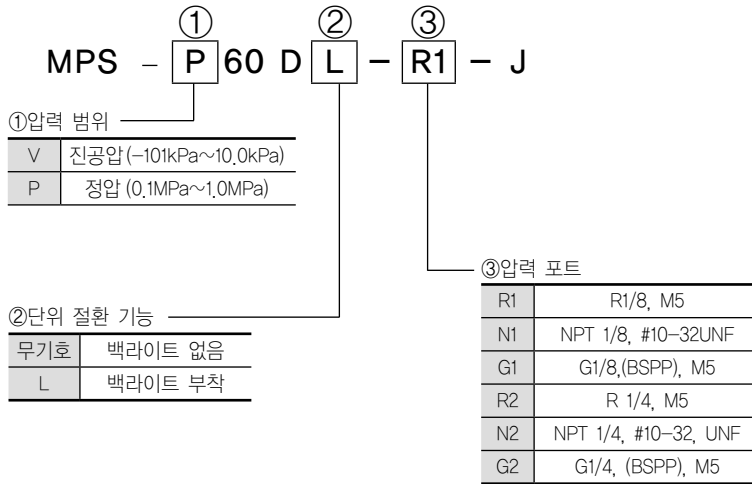 ① ② ③
MPS - P 60 D L - R1 - J
①압력 범위
V 진공압(-101kPa~10.0kPa)
P 정압 (0.1MPa~1.0MPa)
②단위 절환 기능
무기호 백라이트 없음
L 백라이트 부착
③압력 포트
R1 R1/8, M5
N1 NPT 1/8, #10-32UNF
G1 G1/8,(BSPP), M5
R2 R 1/4, M5
N2 NPT 1/4, #10-32, UNF
G2 G1/4, (BSPP), M5